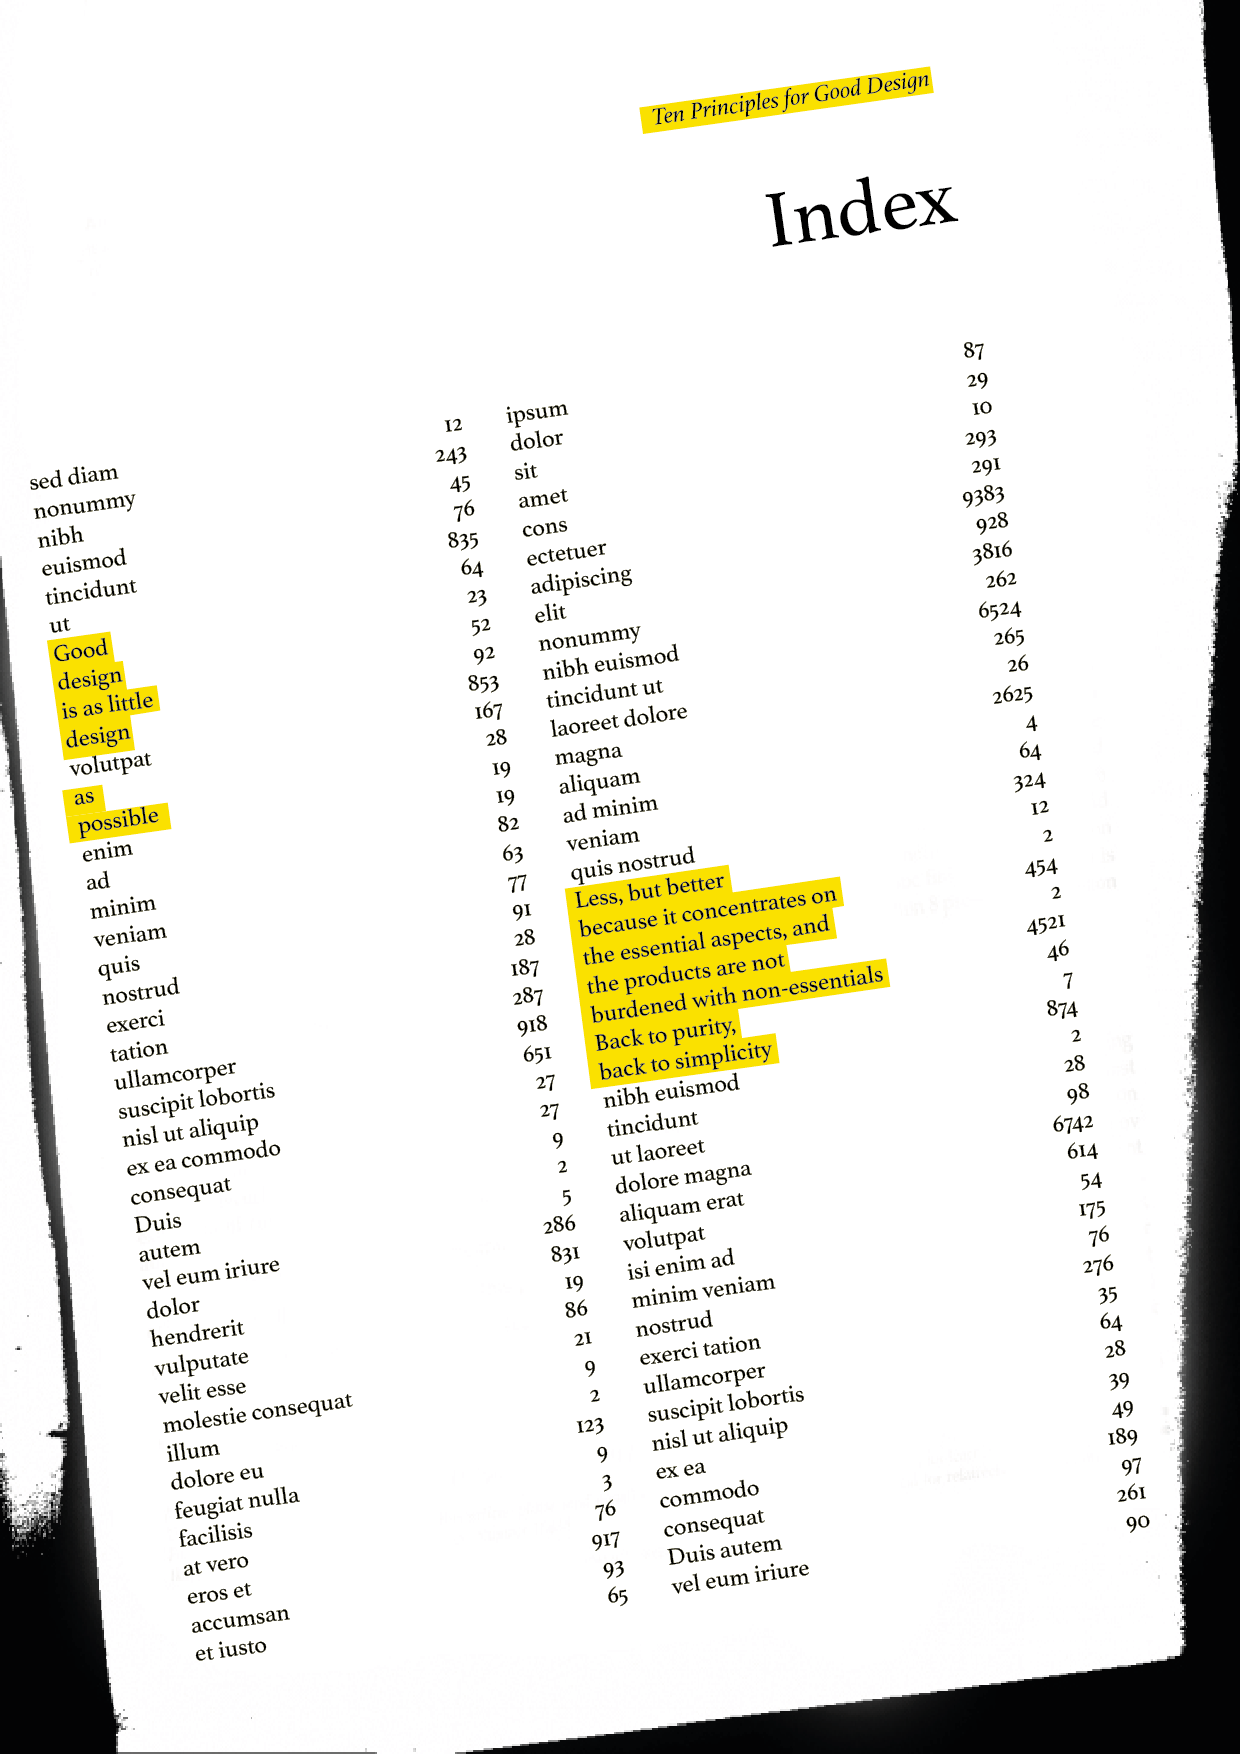 Ten Principles for Good Design
Index
sed diam 12
nonummy 243
nibh 45
euismod 76
tincidunt 835
ut 64
Good 23
design 52
is as little 92
design 853
volutpat 167
as 28
possible 19
enim 19
ad 82
minim 63
veniam 77
quis 91
nostrud 28
exerci 187
tation 287
ullamcorper 918
suscipit lobortis 651
nisl ut aliquip 27
ex ea commodo 27
consequat 9
Duis 2
autem 5
vel eum iriure 286
dolor 831
hendrerit 19
vulputate 86
velit esse 21
molestie consequat 9
illum 2
dolore eu 123
feugiat nulla 9
facilisis 3
at vero 76
eros et 917
accumsan 93
et iusto 65
ipsum 87
dolor 29
sit 10
amet 293
cons 291
ectetuer 9383
adipiscing 928
elit 3816
nonummy 262
nibh euismod 6524
tincidunt ut 265
laoreet dolore 26
magna 2625
aliquam 4
ad minim 64
veniam 324
quis nostrud 12
Less, but better 2
because it concentrates on 454
the essential aspects, and 2
the products are not 4521
burdened with non-essentials 46
Back to purity, 7
back to simplicity 874
nibh euismod 2
tincidunt 28
ut laoreet 98
dolore magna 6742
aliquam erat 614
volutpat 54
isi enim ad 175
minim veniam 76
nostrud 276
exerci tation 35
ullamcorper 64
suscipit lobortis 28
nisl ut aliquip 39
ex ea 49
commodo 189
consequat 97
Duis autem 261
vel eum iriure 90